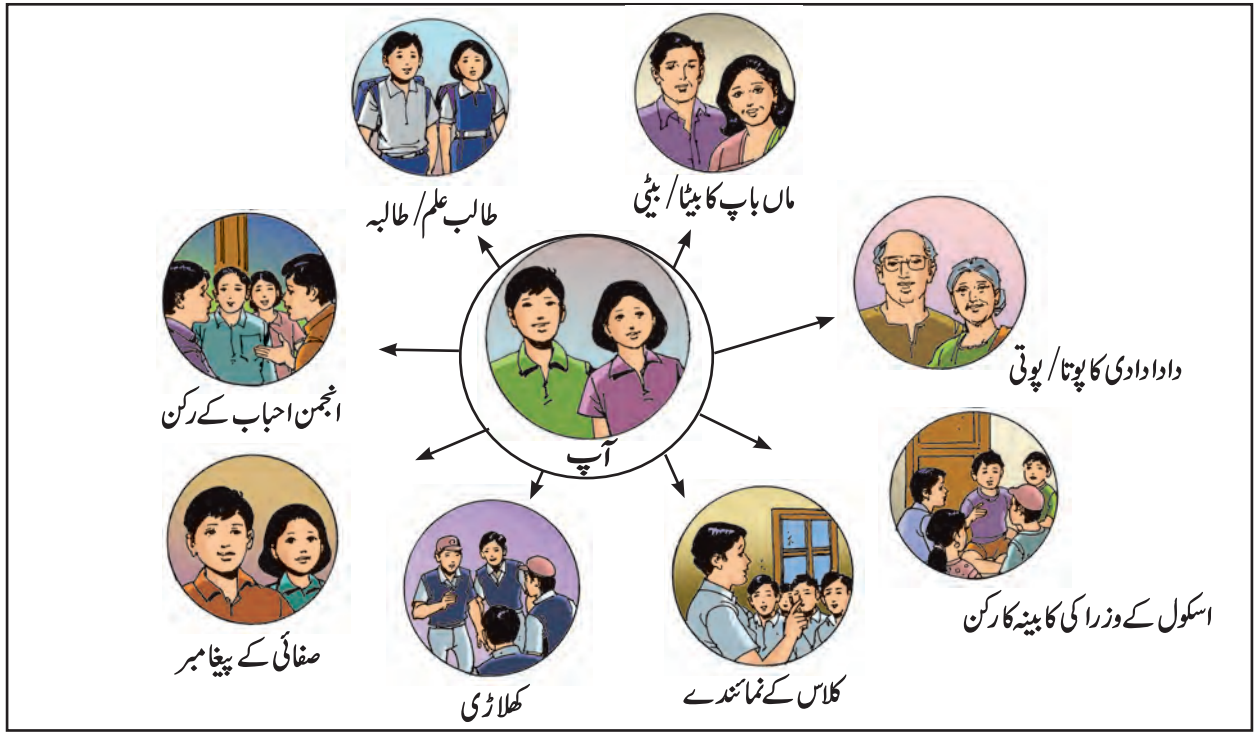 طالب علم/ طالبہ
ماں باپ کا بیٹا/ بیٹی
دادا دادی کا پوتا/ پوتی
انجمن احباب کے رکن
آپ
اسکول کے وزرا کی کابینہ کا رکن
صفائی کے پیغامبر
کھلاڑی
کلاس کے نمائندے